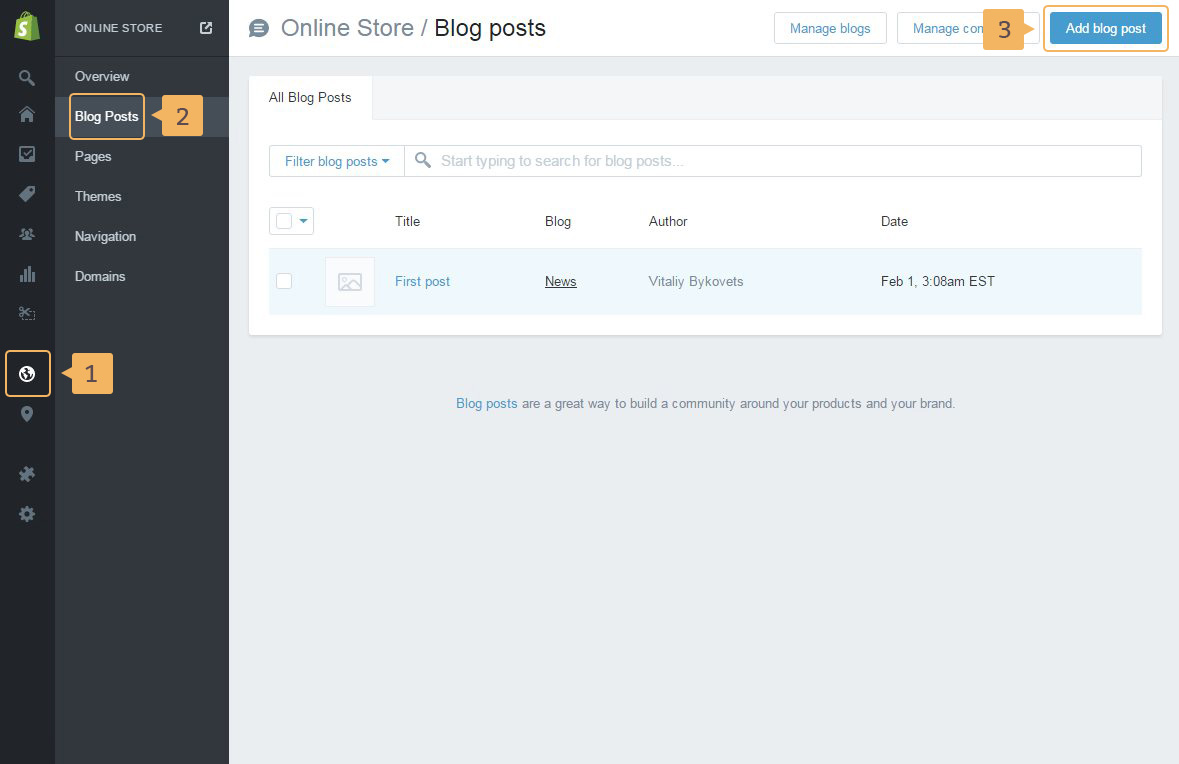 ONLINE STORE
Overview
Blog Posts
2
Pages
Themes
Navigation
Domains
1
Online Store / Blog posts
Manage blogs
Manage
3
Add blog post
All Blog Posts
Filter blog posts
Start typing to search for blog posts...
Title Blog Author Date
First post News Vitaliy Bykovets Feb 1, 3:08am EST
Blog posts are a great way to build a community around your products and your brand.